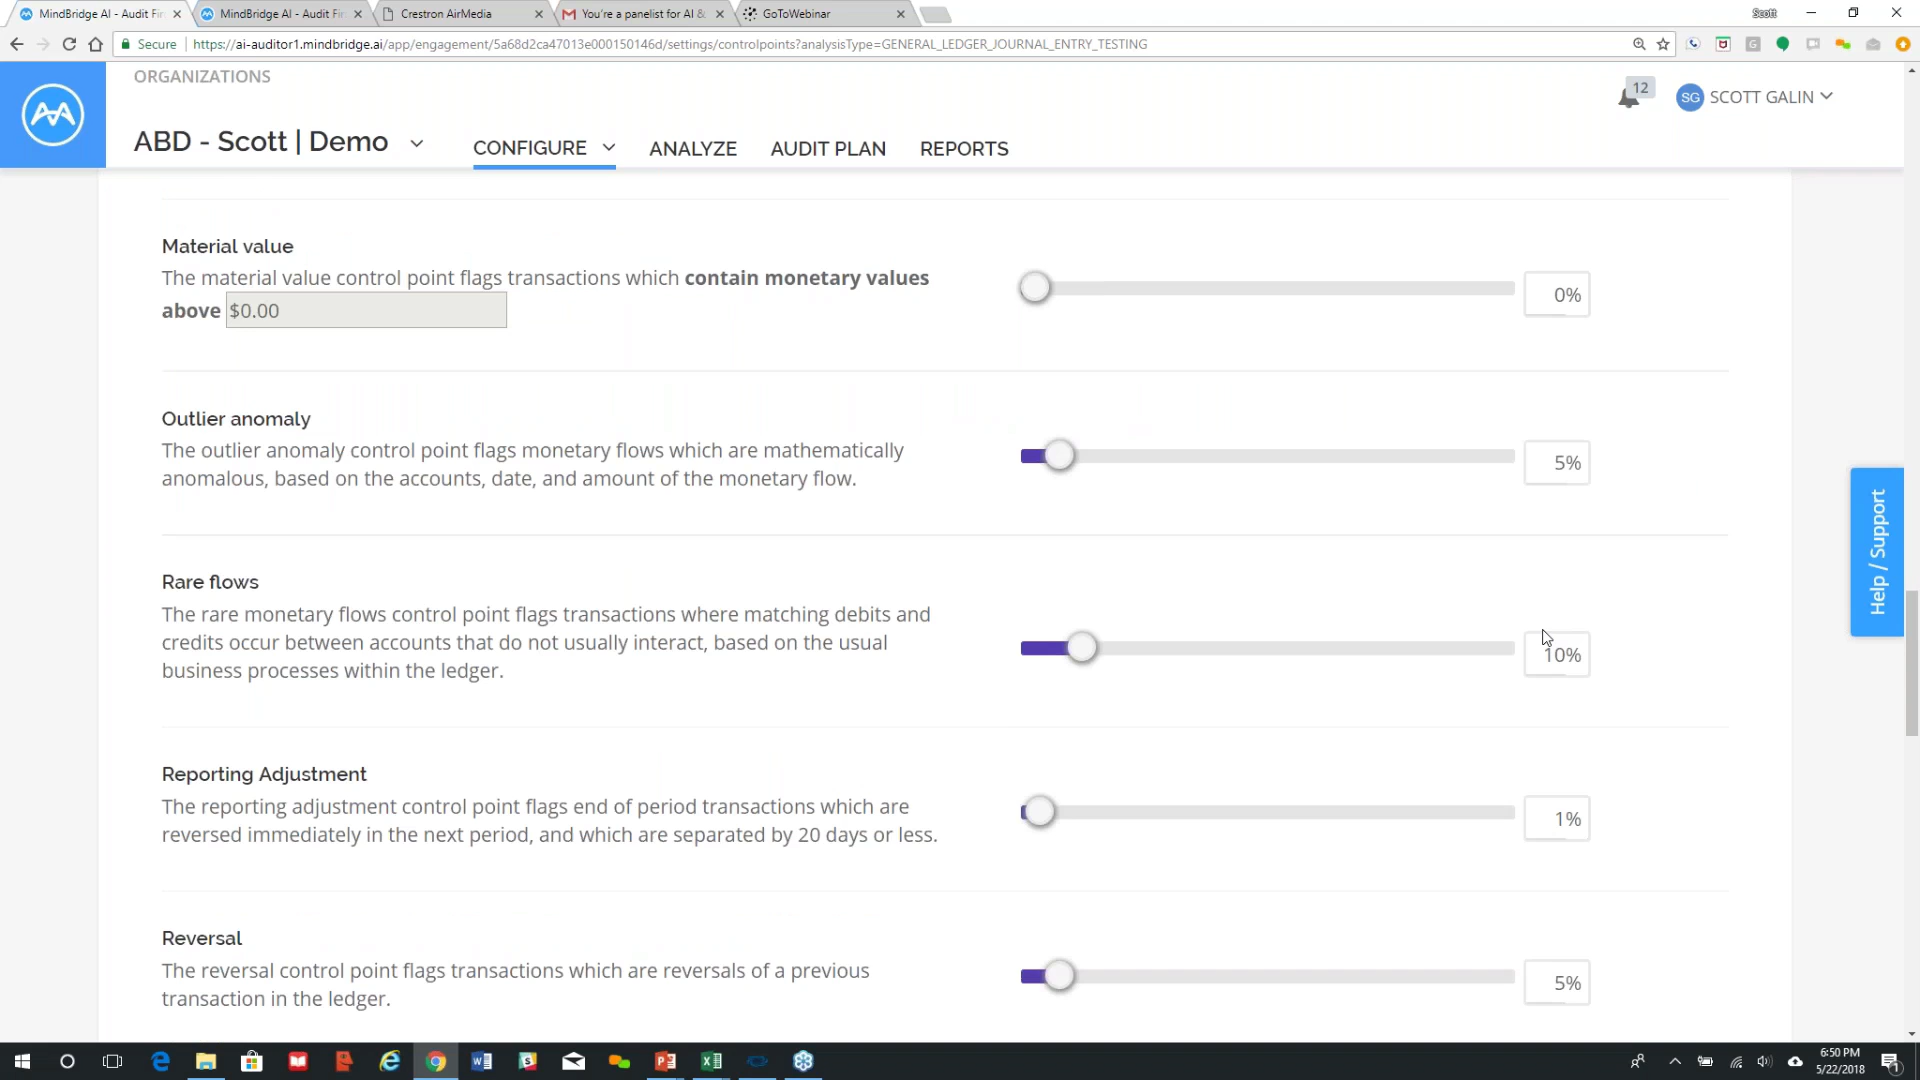 MindBridge AI - Audit Fir
MindBridge AI - Audit Fir
Crestron AirMedia
You're a panelist for AI &
GoToWebinar
Scott
Secure
https://ai-auditor1.mindbridge.ai/app/engagement/5a68d2ca47013e000150146d/settings/controlpoints?analysisType=GENERAL_LEDGER_JOURNAL_ENTRY_TESTING
ORGANIZATIONS
ABD - Scott | Demo
CONFIGURE
ANALYZE
AUDIT PLAN
REPORTS
12
SG
SCOTT GALIN
Material value
The material value control point flags transactions which contain monetary values
above $0.00
0%
Outlier anomaly
The outlier anomaly control point flags monetary flows which are mathematically
anomalous, based on the accounts, date, and amount of the monetary flow.
5%
Rare flows
The rare monetary flows control point flags transactions where matching debits and
credits occur between accounts that do not usually interact, based on the usual
business processes within the ledger.
10%
Reporting Adjustment
The reporting adjustment control point flags end of period transactions which are
reversed immediately in the next period, and which are separated by 20 days or less.
1%
Reversal
The reversal control point flags transactions which are reversals of a previous
transaction in the ledger.
5%
Help / Support
6:50 PM
5/22/2018
1